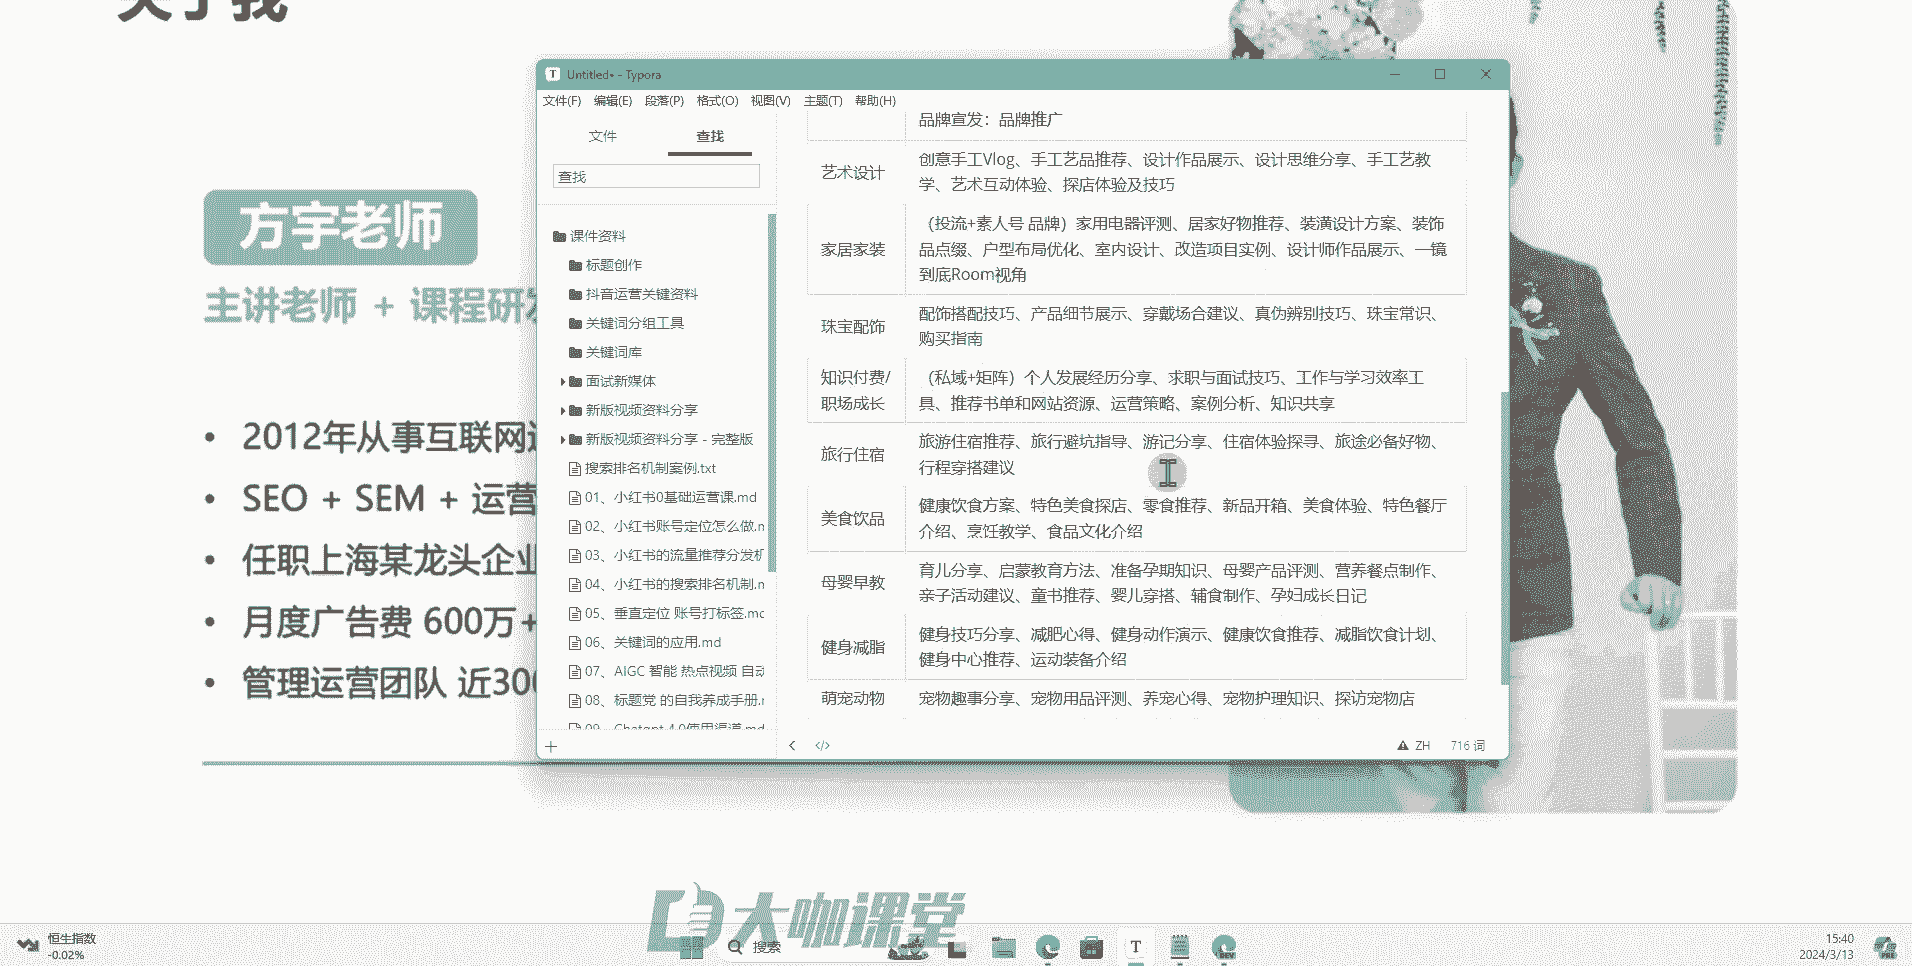 关于我
方宇老师
主讲老师 + 课程研发
• 2012年从事互联网
• SEO + SEM + 运营
• 任职上海某龙头企业
• 月度广告费 600万+
• 管理运营团队 近300
Untitled• - Typora
文件(F) 编辑(E) 段落(P) 格式(O) 视图(V) 主题(T) 帮助(H)
文件 查找
查找
课件资料
标题创作
抖音运营关键资料
关键词分组工具
关键词库
面试新媒体
新版视频资料分享
新版视频资料分享 - 完整版
搜索排名机制案例.txt
01、小红书0基础运营课.md
02、小红书账号定位怎么做.m
03、小红书的流量推荐分发机
04、小红书的搜索排名机制.m
05、垂直定位 账号打标签.md
06、关键词的应用.md
07、AIGC 智能 热点视频 自动
08、标题党 的自我养成手册.m
09、Chatgpt 4.0使用渠道.md
品牌宣发：品牌推广
艺术设计
创意手工Vlog、手工艺品推荐、设计作品展示、设计思维分享、手工艺教
学、艺术互动体验、探店体验及技巧
家居家装
（投流+素人号 品牌）家用电器评测、居家好物推荐、装潢设计方案、装饰
品点缀、户型布局优化、室内设计、改造项目实例、设计师作品展示、一镜
到底Room视角
珠宝配饰
配饰搭配技巧、产品细节展示、穿戴场合建议、真伪辨别技巧、珠宝常识、
购买指南
知识付费/
职场成长
（私域+矩阵）个人发展经历分享、求职与面试技巧、工作与学习效率工
具、推荐书单和网站资源、运营策略、案例分析、知识共享
旅行住宿
旅游住宿推荐、旅行避坑指导、游记分享、住宿体验探寻、旅途必备好物、
行程穿搭建议
美食饮品
健康饮食方案、特色美食探店、零食推荐、新品开箱、美食体验、特色餐厅
介绍、烹饪教学、食品文化介绍
母婴早教
育儿分享、启蒙教育方法、准备孕期知识、母婴产品评测、营养餐点制作、
亲子活动建议、童书推荐、婴儿穿搭、辅食制作、孕妇成长日记
健身减脂
健身技巧分享、减肥心得、健身动作演示、健康饮食推荐、减脂饮食计划、
健身中心推荐、运动装备介绍
萌宠动物
宠物趣事分享、宠物用品评测、养宠心得、宠物护理知识、探访宠物店
ZH 716 词
大咖课堂
恒生指数
-0.02%
搜索
15:40
2024/3/13